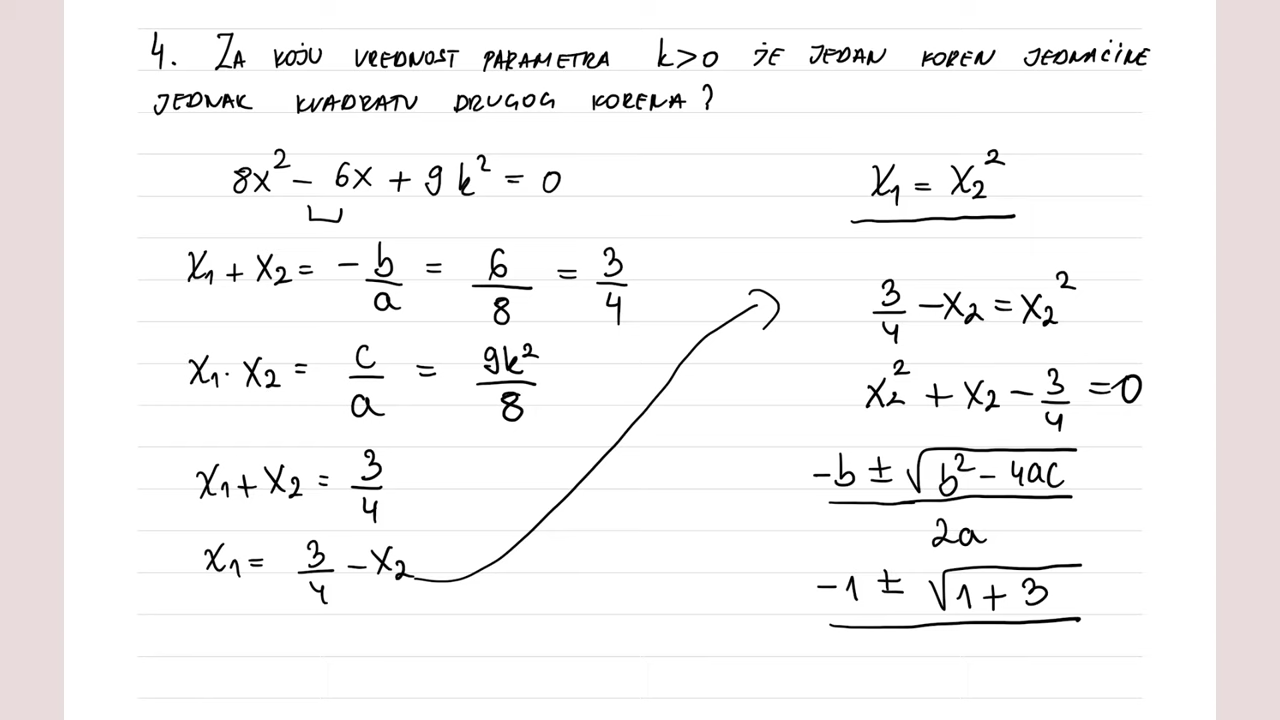 4. ZA KOJU VREDNOST PARAMETRA k>0 JE JEDAN KOREN JEDNAČINE
JEDNAK KVADRATU DRUGOG KORENA?
8x² - 6x + 9k² = 0
x₁ + x₂ = -b/a = 6/8 = 3/4
x₁ · x₂ = c/a = 9k²/8
x₁ + x₂ = 3/4
x₁ = 3/4 - x₂
x₁ = x₂²
3/4 - x₂ = x₂²
x₂² + x₂ - 3/4 = 0
-b ± √(b² - 4ac)
2a
-1 ± √(1 + 3)